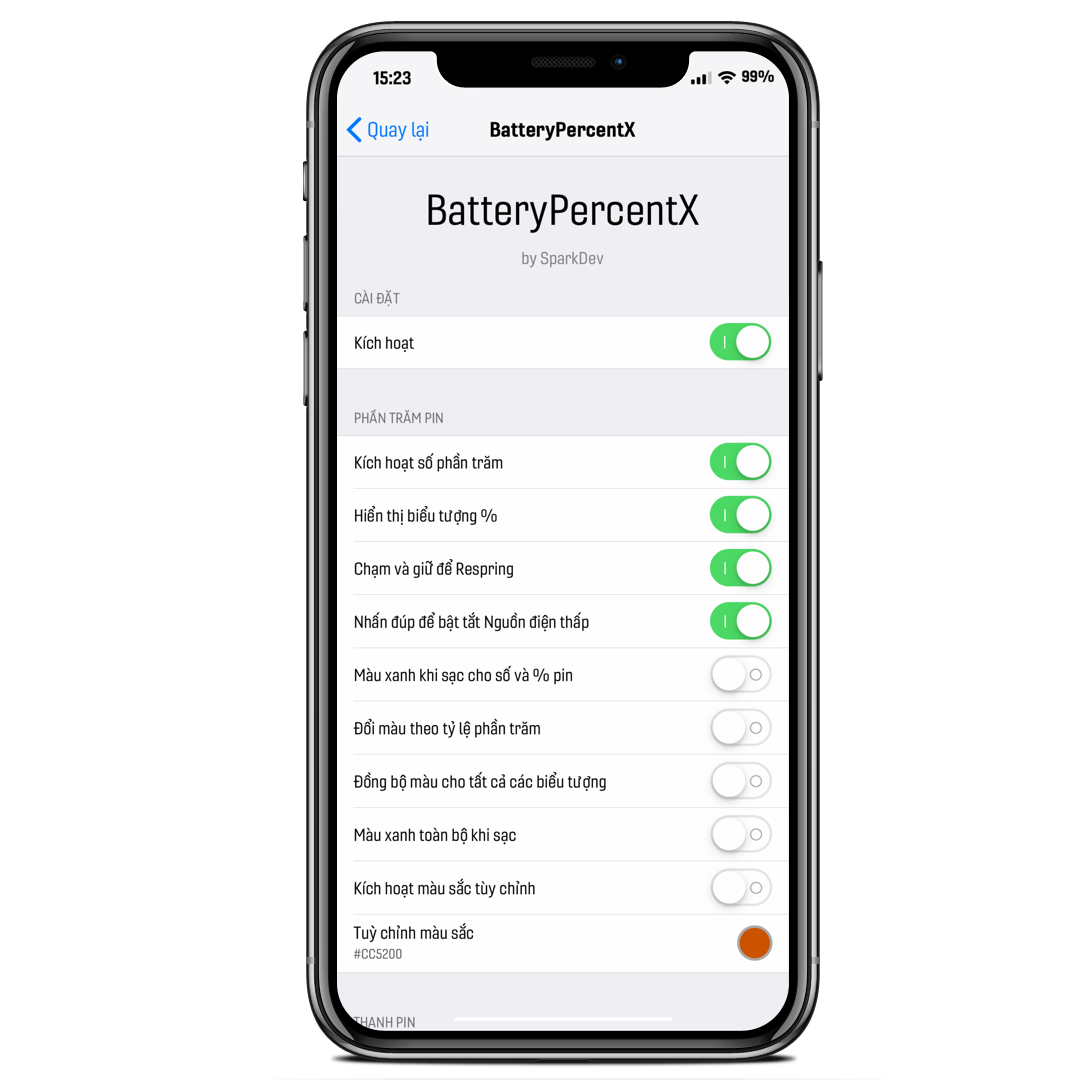 15:23
99%
Quay lại
BatteryPercentX
BatteryPercentX
by SparkDev
CÀI ĐẶT
Kích hoạt
PHẦN TRĂM PIN
Kích hoạt số phần trăm
Hiển thị biểu tượng %
Chạm và giữ để Respring
Nhấn đúp để bật tắt Nguồn điện thấp
Màu xanh khi sạc cho số và % pin
Đổi màu theo tỷ lệ phần trăm
Đồng bộ màu cho tất cả các biểu tượng
Màu xanh toàn bộ khi sạc
Kích hoạt màu sắc tùy chỉnh
Tuỳ chỉnh màu sắc
#CC5200
THANH PIN